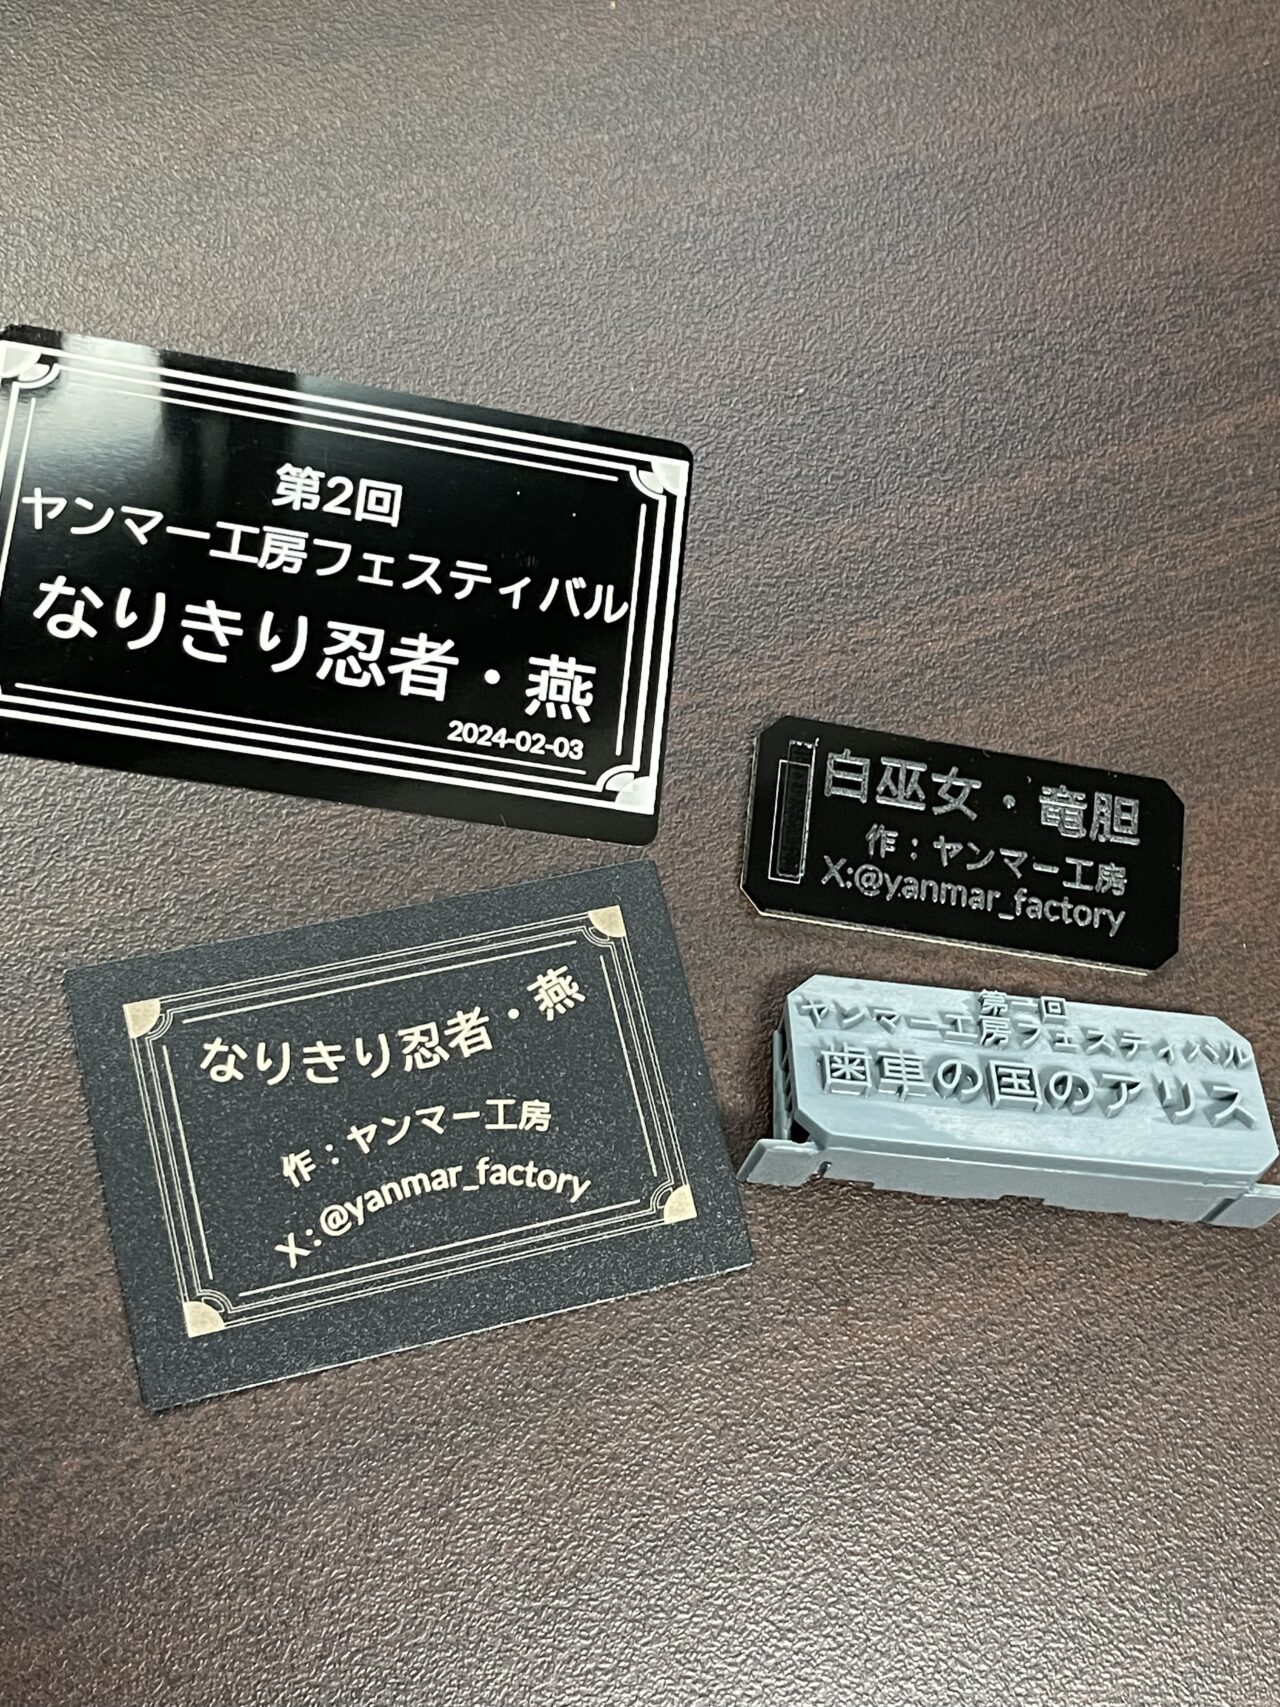 第2回
ヤンマー工房フェスティバル
なりきり忍者・燕
2024-02-03
白巫女・竜胆
作：ヤンマー工房
X:@yanmar_factory
なりきり忍者・燕
作：ヤンマー工房
X:@yanmar_factory
第一回
ヤンマー工房フェスティバル
歯車の国のアリス